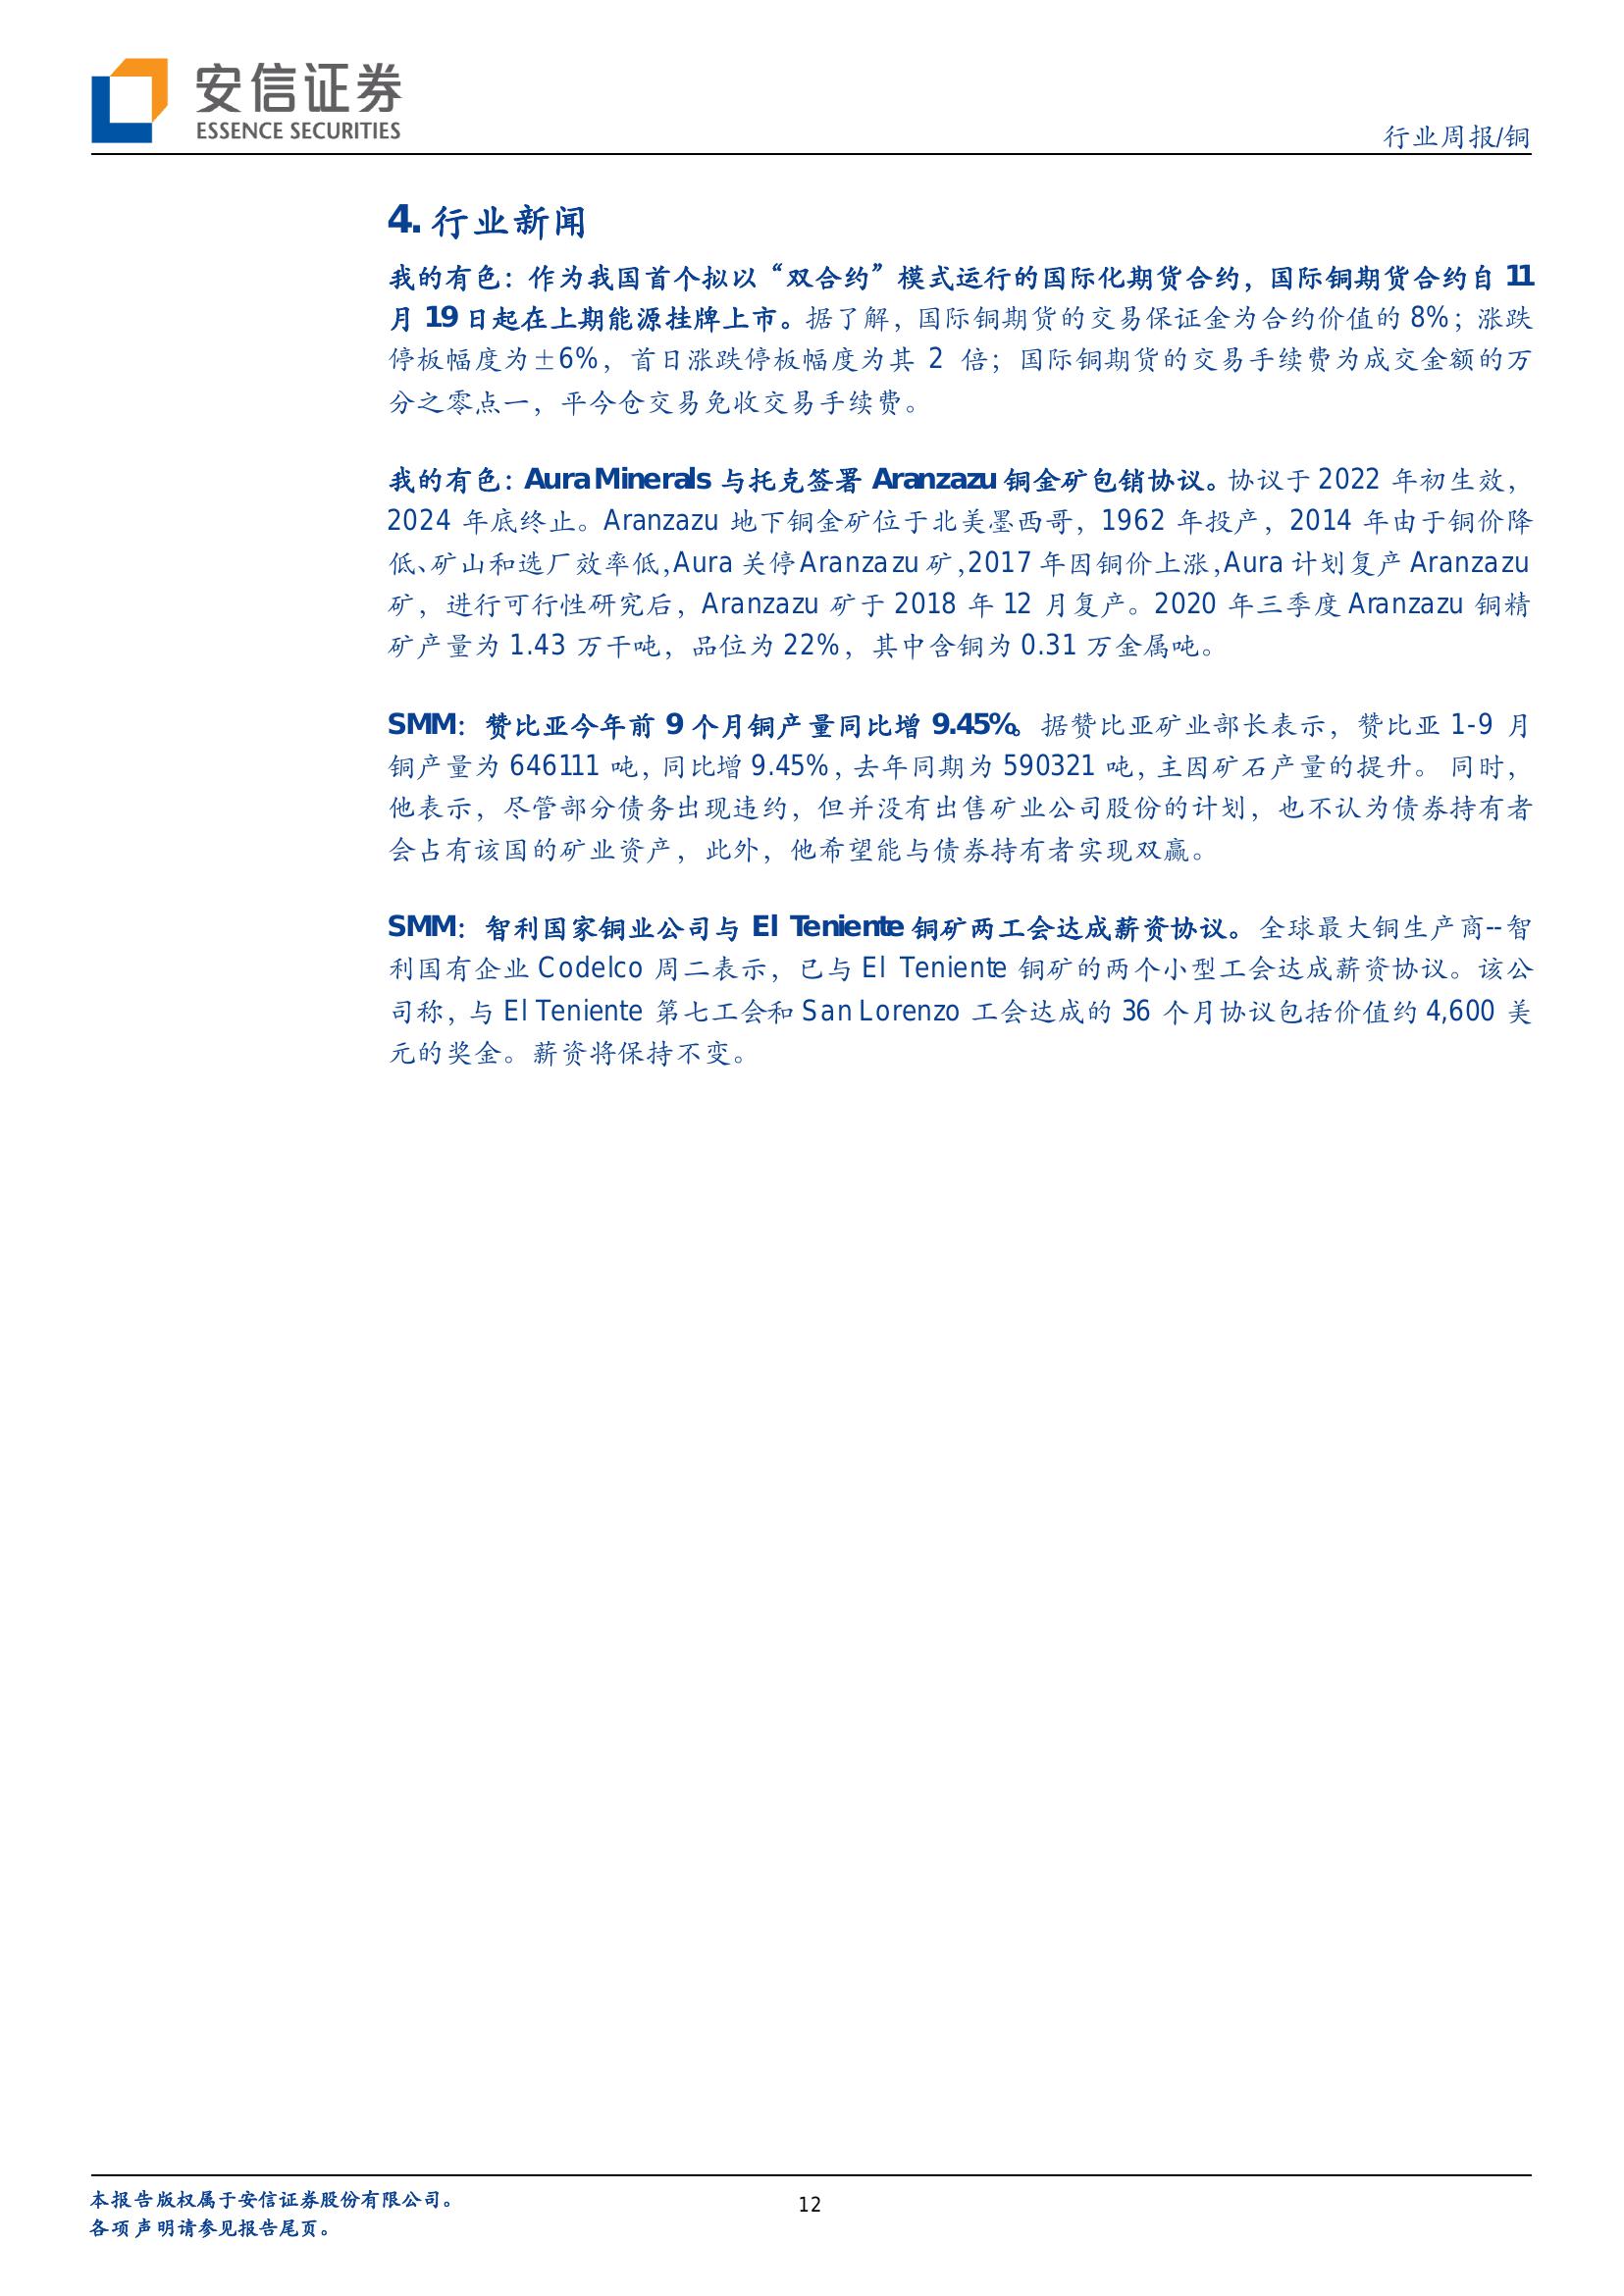 安信证券
ESSENCE SECURITIES
行业周报/铜
4. 行业新闻
我的有色：作为我国首个拟以“双合约”模式运行的国际化期货合约，国际铜期货合约自 11
月 19 日起在上期能源挂牌上市。据了解，国际铜期货的交易保证金为合约价值的 8%；涨跌
停板幅度为±6%，首日涨跌停板幅度为其 2 倍；国际铜期货的交易手续费为成交金额的万
分之零点一，平今仓交易免收交易手续费。
我的有色：Aura Minerals 与托克签署 Aranzazu 铜金矿包销协议。协议于 2022 年初生效，
2024 年底终止。Aranzazu 地下铜金矿位于北美墨西哥，1962 年投产，2014 年由于铜价降
低、矿山和选厂效率低，Aura 关停 Aranzazu 矿，2017 年因铜价上涨，Aura 计划复产 Aranzazu
矿，进行可行性研究后，Aranzazu 矿于 2018 年 12 月复产。2020 年三季度 Aranzazu 铜精
矿产量为 1.43 万干吨，品位为 22%，其中含铜为 0.31 万金属吨。
SMM：赞比亚今年前 9 个月铜产量同比增 9.45%。据赞比亚矿业部长表示，赞比亚 1-9 月
铜产量为 646111 吨，同比增 9.45%，去年同期为 590321 吨，主因矿石产量的提升。 同时，
他表示，尽管部分债务出现违约，但并没有出售矿业公司股份的计划，也不认为债券持有者
会占有该国的矿业资产，此外，他希望能与债券持有者实现双赢。
SMM：智利国家铜业公司与 El Teniente 铜矿两工会达成薪资协议。全球最大铜生产商--智
利国有企业 Codelco 周二表示，已与 El Teniente 铜矿的两个小型工会达成薪资协议。该公
司称，与 El Teniente 第七工会和 San Lorenzo 工会达成的 36 个月协议包括价值约 4,600 美
元的奖金。薪资将保持不变。
本报告版权属于安信证券股份有限公司。
12
各项声明请参见报告尾页。